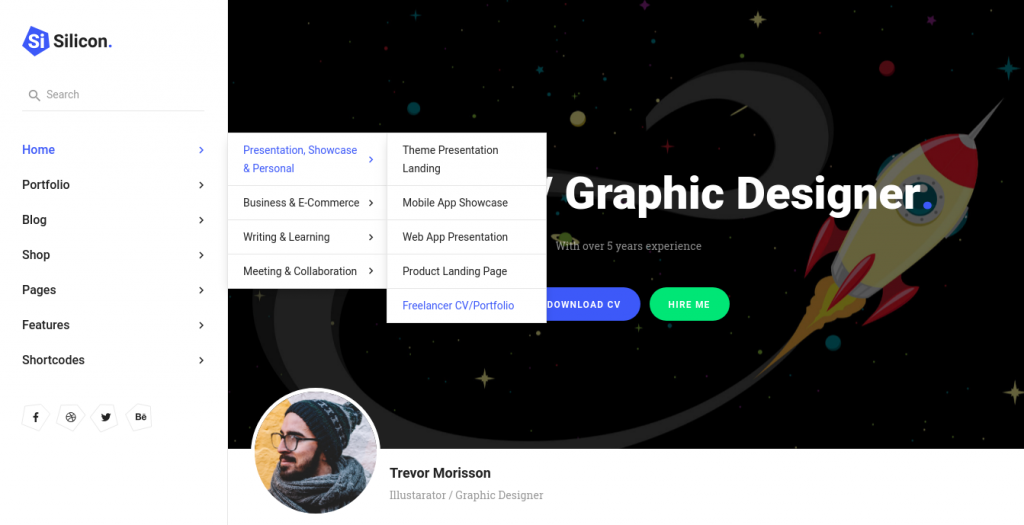 Si Silicon.
Search
Home
Portfolio
Blog
Shop
Pages
Features
Shortcodes
Bē
Presentation, Showcase
& Personal
Business & E-Commerce
Writing & Learning
Meeting & Collaboration
Theme Presentation
Landing
Mobile App Showcase
Web App Presentation
Product Landing Page
Freelancer CV/Portfolio
/ Graphic Designer.
With over 5 years experience
DOWNLOAD CV
HIRE ME
Trevor Morisson
Illustarator / Graphic Designer